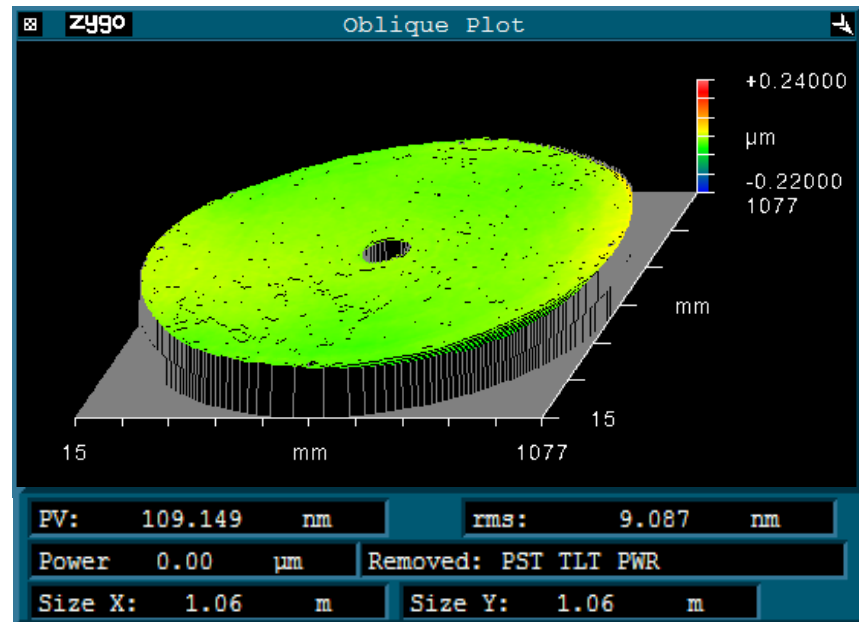 zygo Oblique Plot
+0.24000
µm
-0.22000
1077
mm
15
15 mm 1077
PV: 109.149 nm rms: 9.087 nm
Power 0.00 µm Removed: PST TLT PWR
Size X: 1.06 m Size Y: 1.06 m